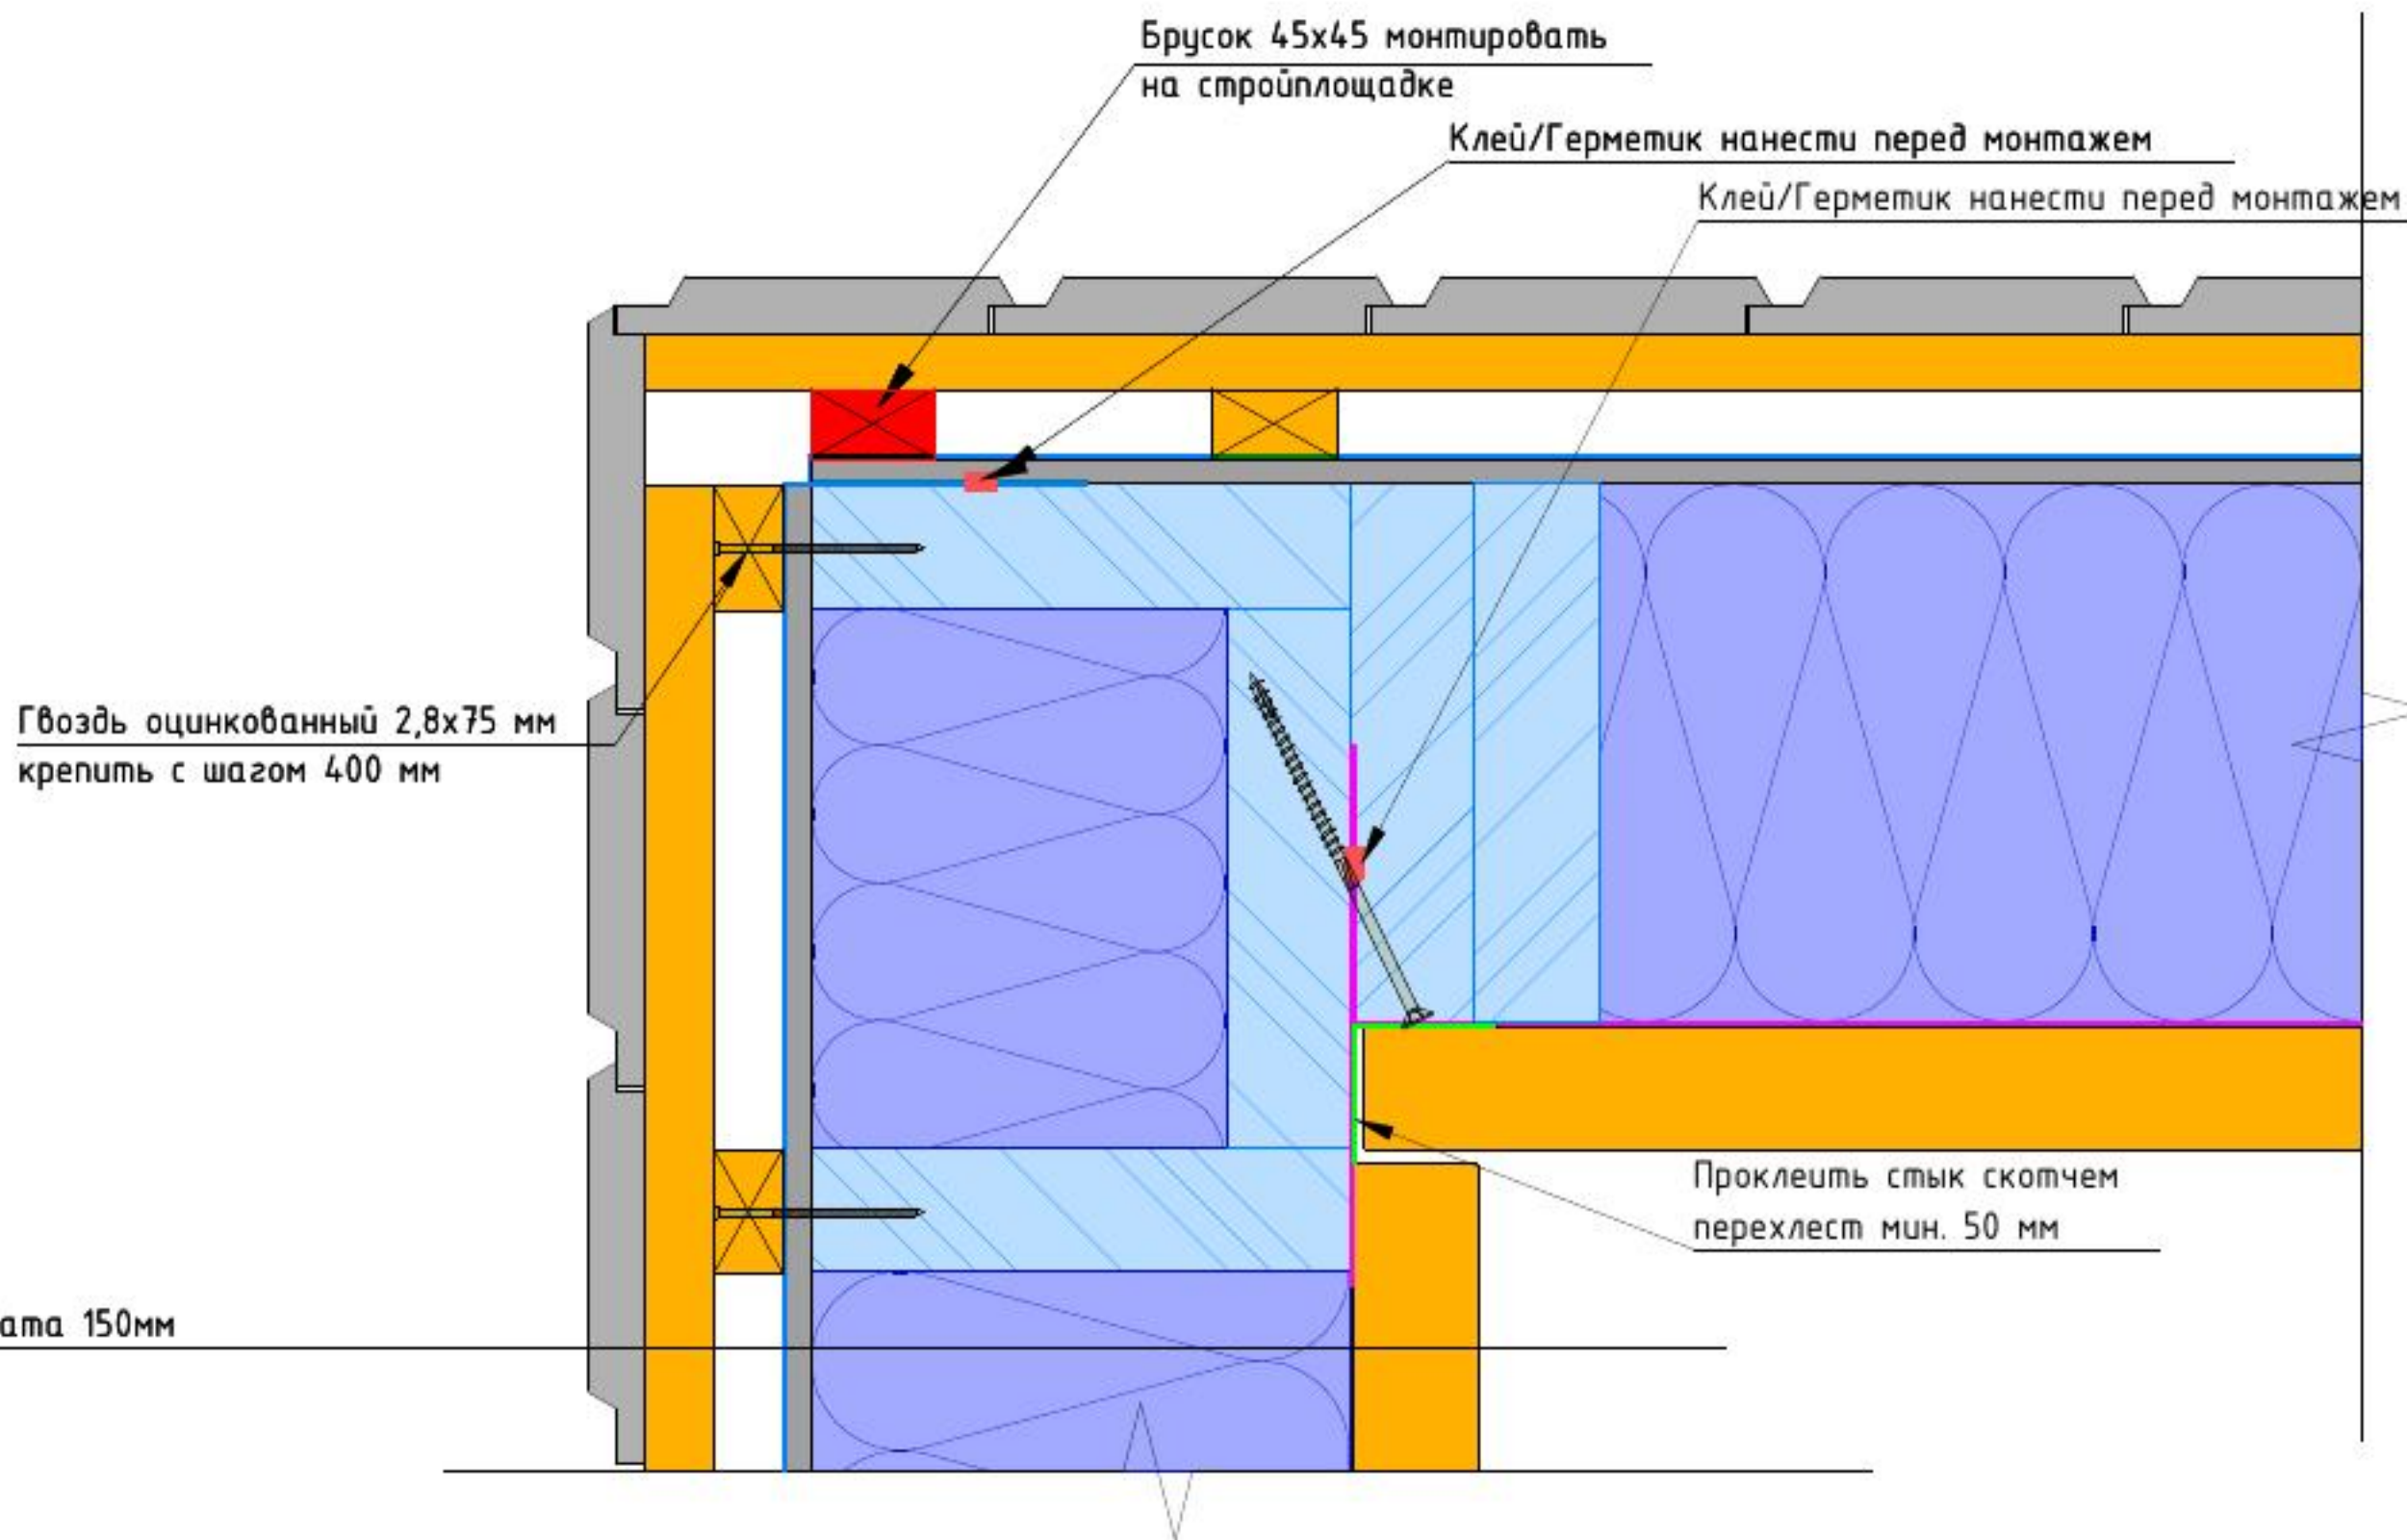 Брусок 45х45 монтировать
на стройплощадке
Клей/Герметик нанести перед монтажем
Клей/Герметик нанести перед монтажем
Гвоздь оцинкованный 2,8х75 мм
крепить с шагом 400 мм
Проклеить стык скотчем
перехлест мин. 50 мм
ата 150мм